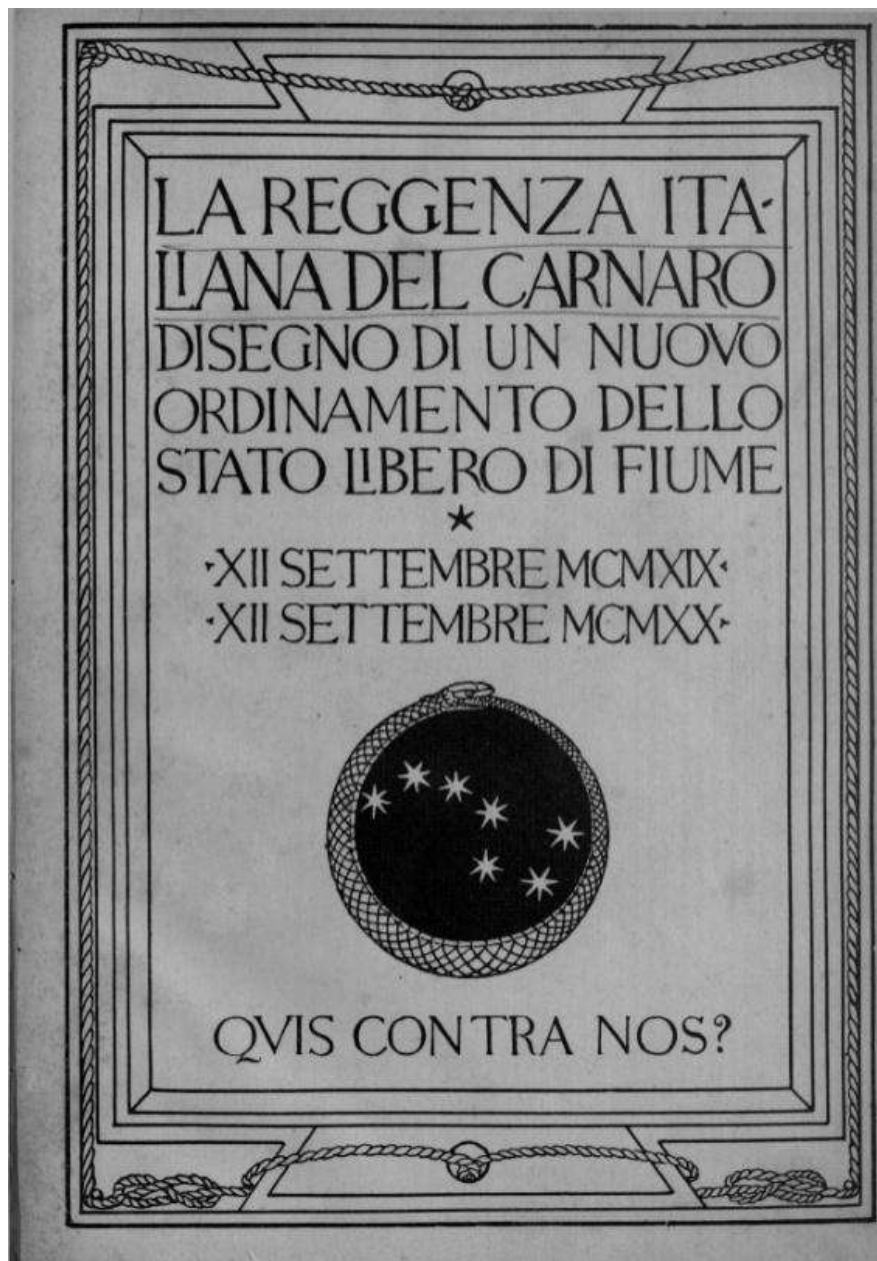 LA REGGENZA ITA-
LIANA DEL CARNARO
DISEGNO DI UN NUOVO
ORDINAMENTO DELLO
STATO LIBERO DI FIUME
★
·XII SETTEMBRE MCMXIX·
·XII SETTEMBRE MCMXX·
QVIS CONTRA NOS?